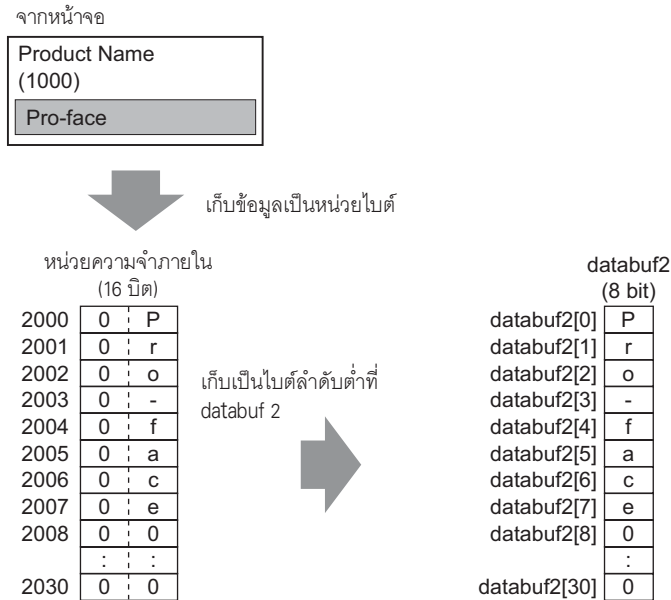 จากหน้าจอ
Product Name
(1000)
Pro-face
เก็บข้อมูลเป็นหน่วยไบต์
หน่วยความจำภายใน
(16 บิต)
2000 0 P
2001 0 r
2002 0 o
2003 0 -
2004 0 f
2005 0 a
2006 0 c
2007 0 e
2008 0 0
: :
2030 0 0
เก็บเป็นไบต์ลำดับต่ำที่
databuf 2
databuf2
(8 bit)
databuf2[0] P
databuf2[1] r
databuf2[2] o
databuf2[3] -
databuf2[4] f
databuf2[5] a
databuf2[6] c
databuf2[7] e
databuf2[8] 0
:
databuf2[30] 0